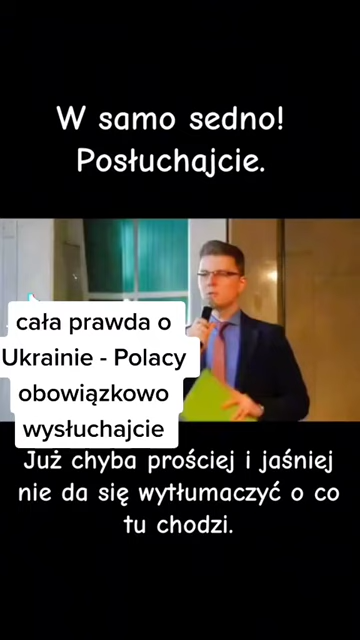 W samo sedno!
Posłuchajcie.
cała prawda o
Ukrainie - Polacy
obowiązkowo
wysłuchajcie
Już chyba prościej i jaśniej
nie da się wytłumaczyć o co
tu chodzi.